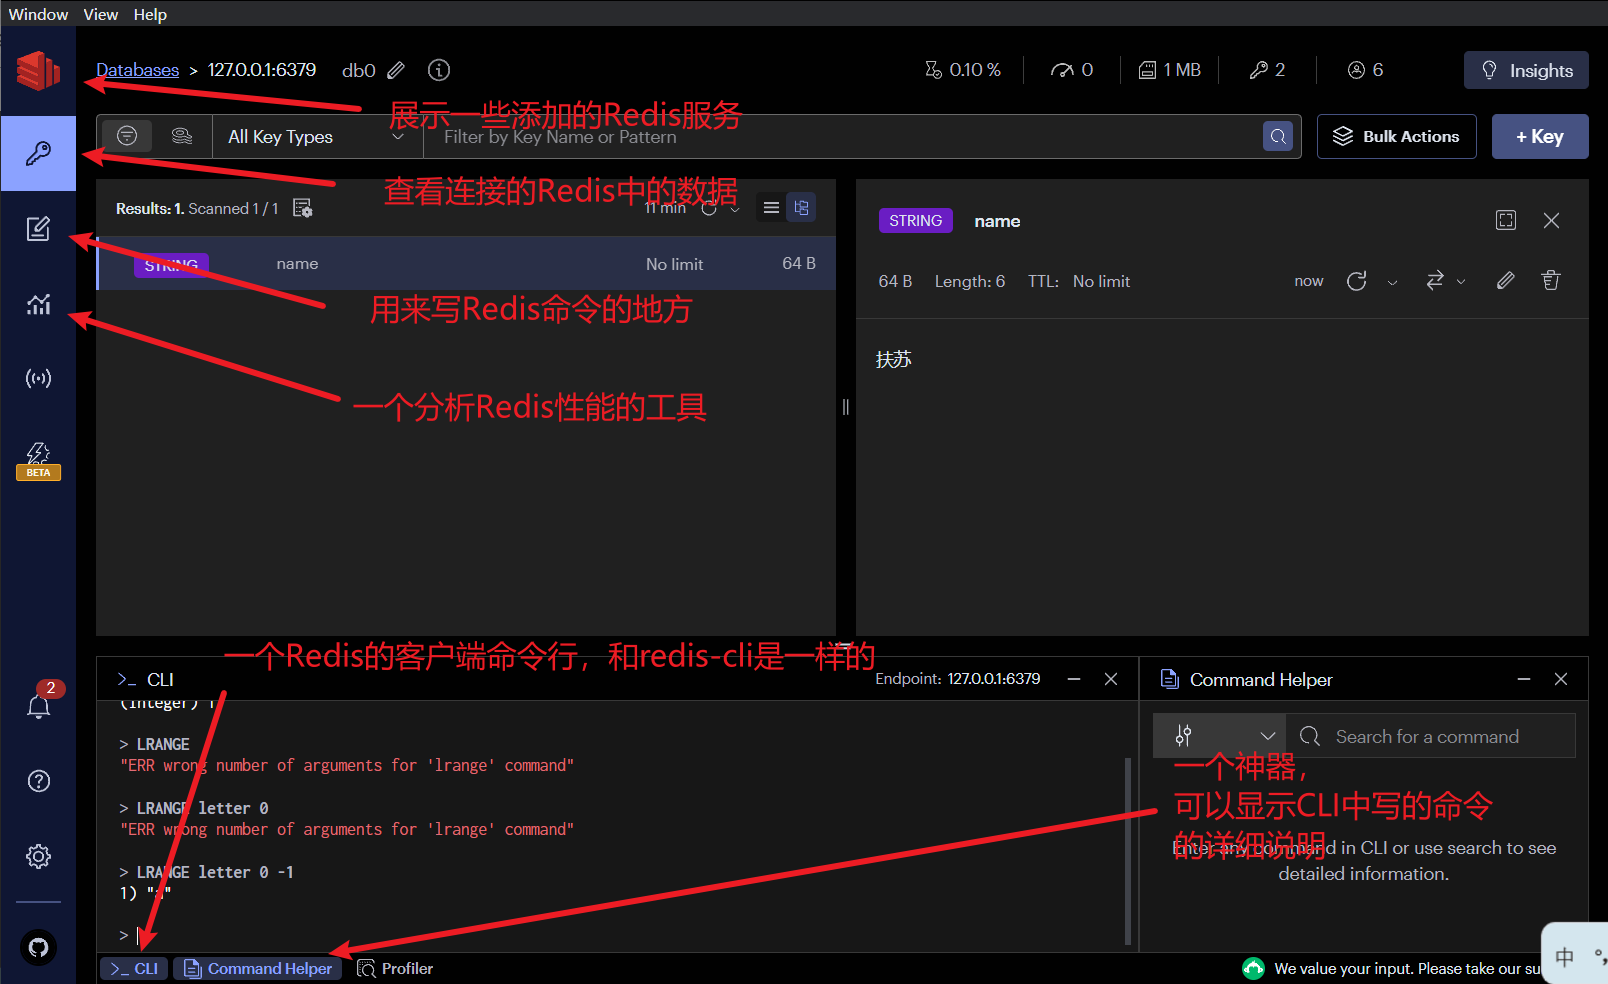 Window View Help
Databases > 127.0.0.1:6379 db0 0.10 % 0 1 MB 2 6 Insights
展示一些添加的Redis服务
All Key Types Filter by Key Name or Pattern Bulk Actions + Key
查看连接的Redis中的数据
Results: 1. Scanned 1 / 1 11 min
STRING name
STRING name No limit 64 B
64 B Length: 6 TTL: No limit now
用来写Redis命令的地方
扶苏
一个分析Redis性能的工具
BETA
一个Redis的客户端命令行，和redis-cli是一样的
>_ CLI Endpoint: 127.0.0.1:6379
Command Helper
2
(integer) 1
> LRANGE
"ERR wrong number of arguments for 'lrange' command"
> LRANGE letter 0
"ERR wrong number of arguments for 'lrange' command"
> LRANGE letter 0 -1
1) "a"
>
Search for a command
一个神器，
可以显示CLI中写的命令
的详细说明
Enter any command in CLI or use search to see
detailed information.
>_ CLI Command Helper Profiler
We value your input. Please take our su
中 °,